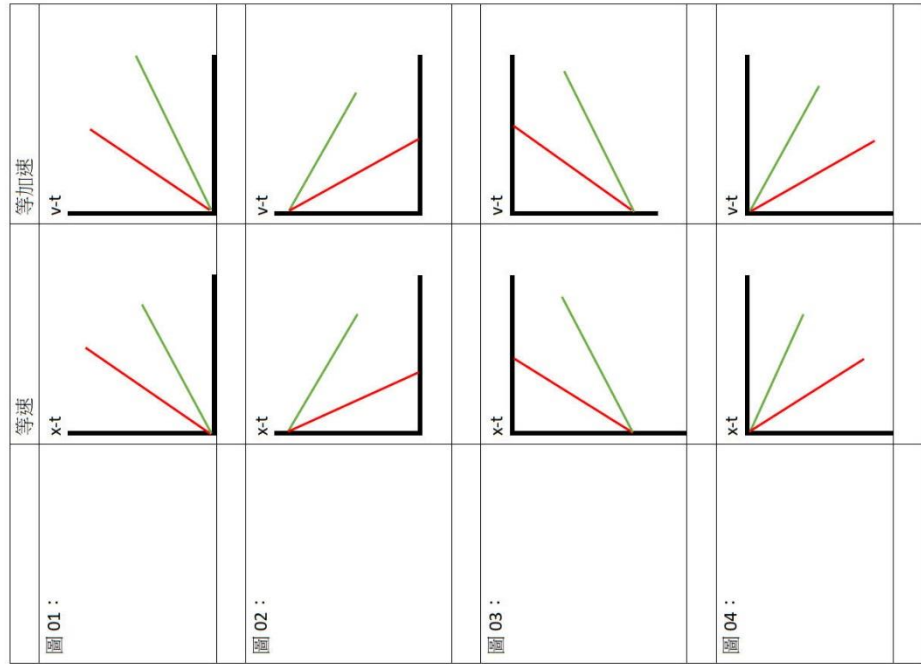 等速 等加速
圖 01： x-t v-t
圖 02： x-t v-t
圖 03： x-t v-t
圖 04： x-t v-t